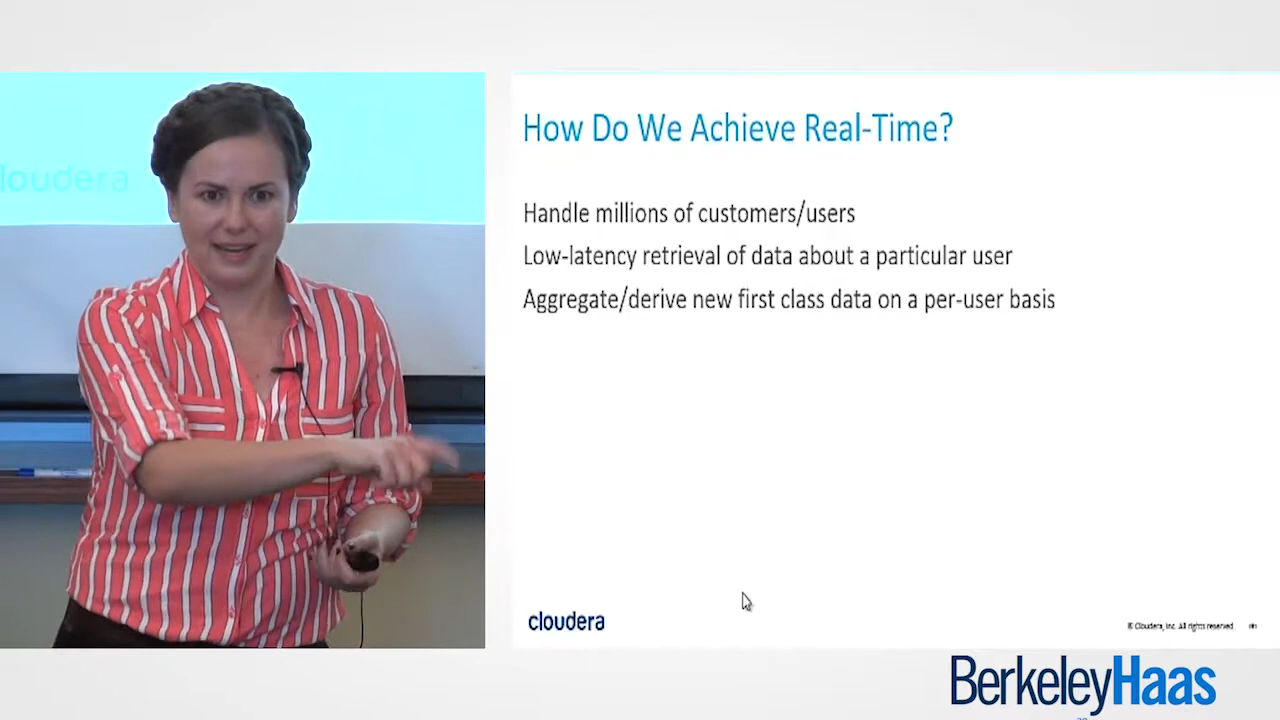 loudera
How Do We Achieve Real-Time?
Handle millions of customers/users
Low-latency retrieval of data about a particular user
Aggregate/derive new first class data on a per-user basis
cloudera
© Cloudera, Inc. All rights reserved.
BerkeleyHaas